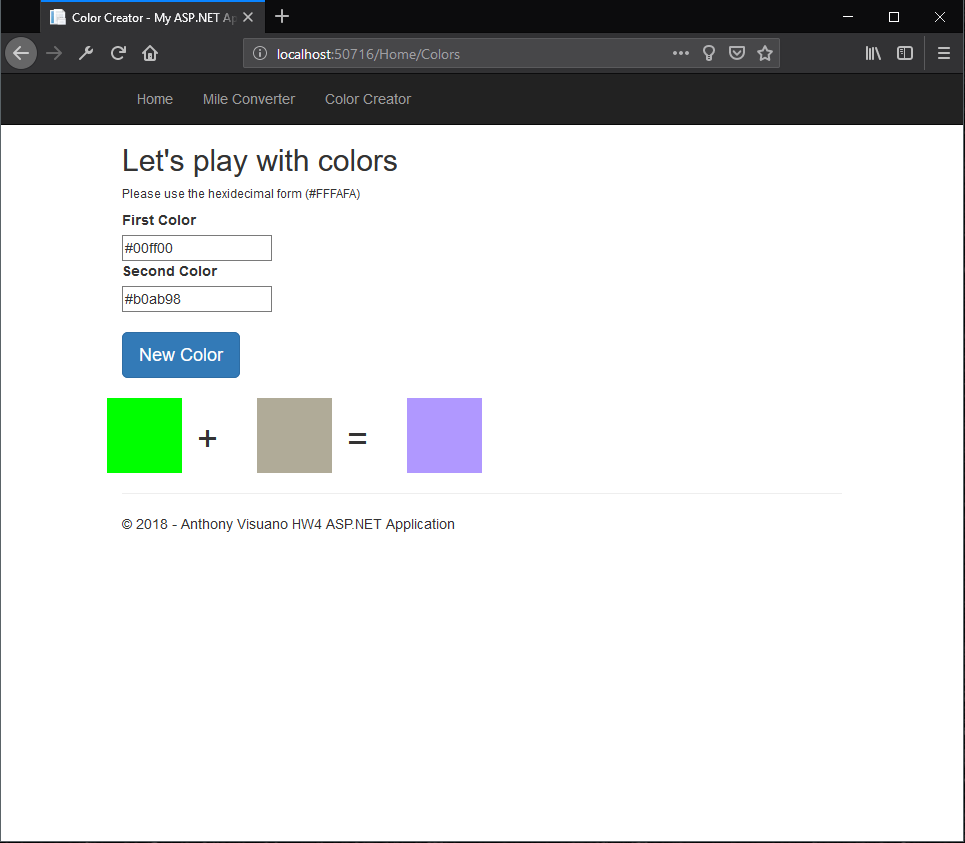 Color Creator - My ASP.NET Ap
localhost:50716/Home/Colors
Home Mile Converter Color Creator
Let's play with colors
Please use the hexidecimal form (#FFFAFA)
First Color
#00ff00
Second Color
#b0ab98
New Color
+ =
© 2018 - Anthony Visuano HW4 ASP.NET Application